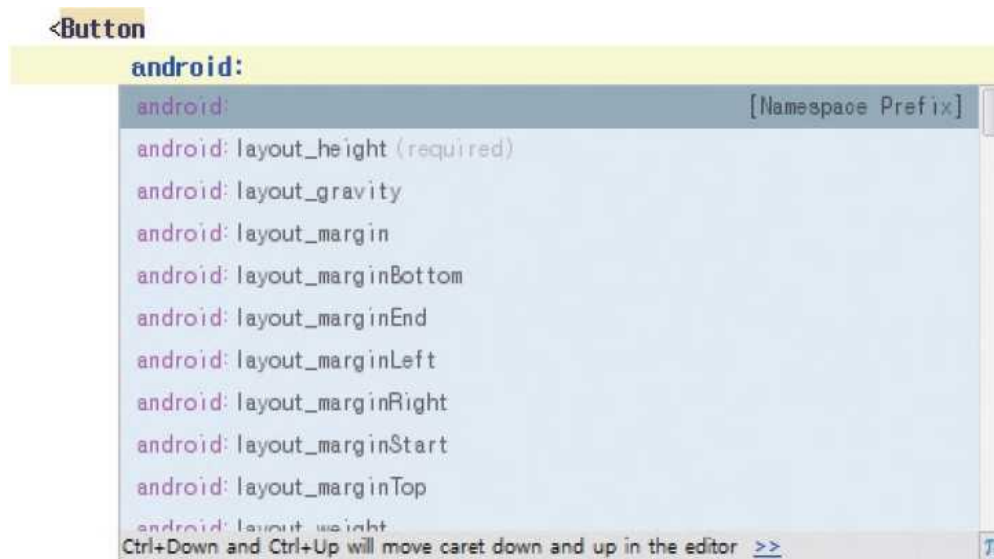 <Button
android:
android: [Namespace Prefix]
android:layout_height(required)
android:layout_gravity
android:layout_margin
android:layout_marginBottom
android:layout_marginEnd
android:layout_marginLeft
android:layout_marginRight
android:layout_marginStart
android:layout_marginTop
android:layout_weight
Ctrl+Down and Ctrl+Up will move caret down and up in the editor >>